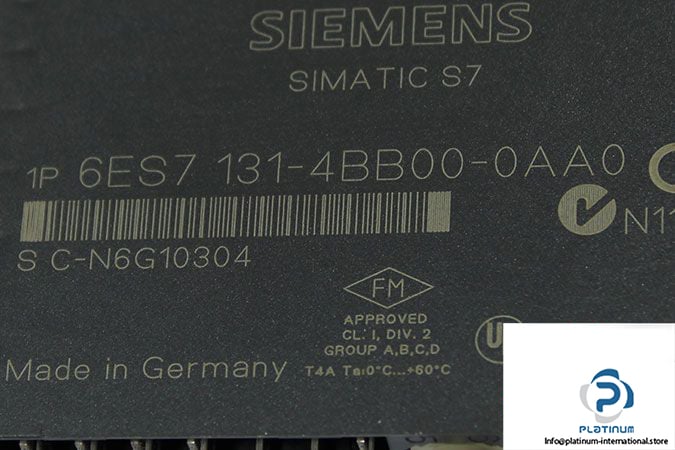 SIEMENS
SIMATIC S7
1P 6ES7 131-4BB00-0AA0
N11
S C-N6G10304
FM
APPROVED
CL. I, DIV. 2
GROUP A,B,C,D
T4A Ta:0°C...+60°C
Made in Germany
PLATINUM
Info@platinum-international.store